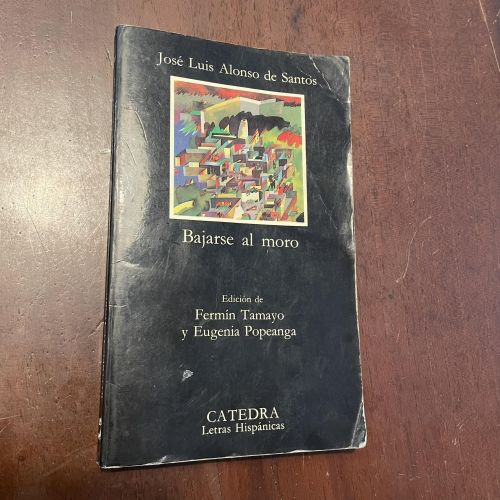 José Luis Alonso de Santos
Bajarse al moro
Edición de
Fermín Tamayo
y Eugenia Popeanga
CATEDRA
Letras Hispánicas